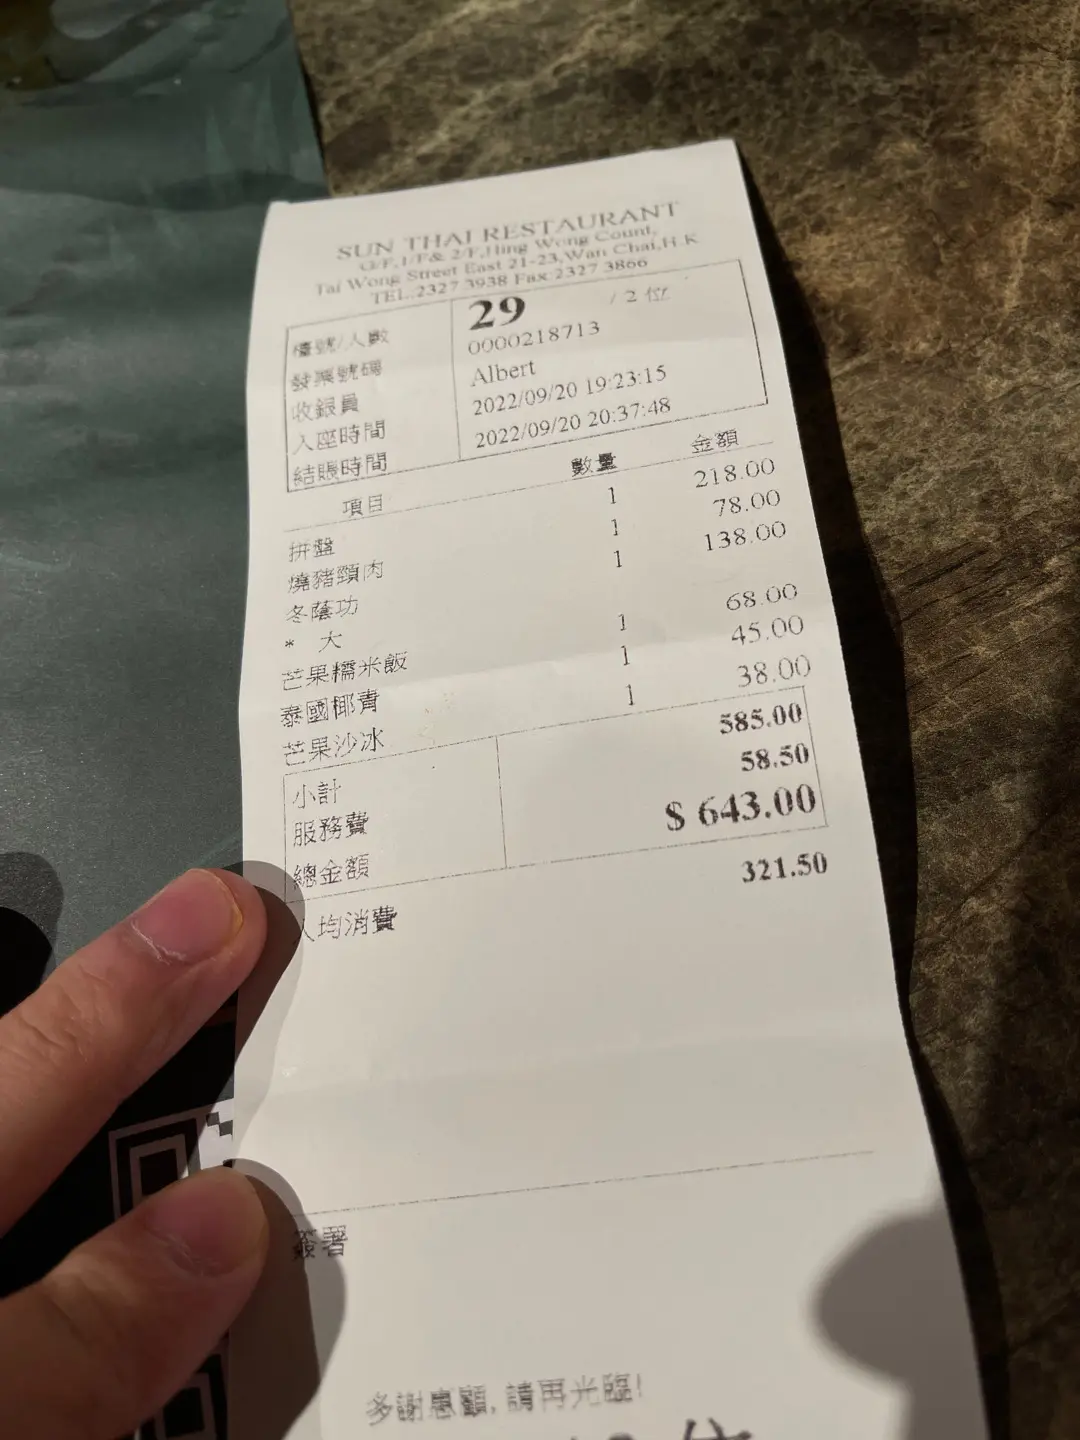 SUN THAI RESTAURANT
G/F,1/F& 2/F,Hing Wong Count,
Tai Wong Street East 21-23,Wan Chai,H.K
TEL.:2327 3938 Fax:2327 3866
檯號/人數 29 / 2 位
發票號碼 0000218713
收銀員 Albert
入座時間 2022/09/20 19:23:15
結賬時間 2022/09/20 20:37:48
項目 數量 金額
拼盤 1 218.00
燒豬頸肉 1 78.00
冬蔭功 1 138.00
* 大
芒果糯米飯 1 68.00
泰國椰青 1 45.00
芒果沙冰 1 38.00
小計 585.00
服務費 58.50
總金額 $ 643.00
人均消費 321.50
簽署
多謝惠顧,請再光臨!